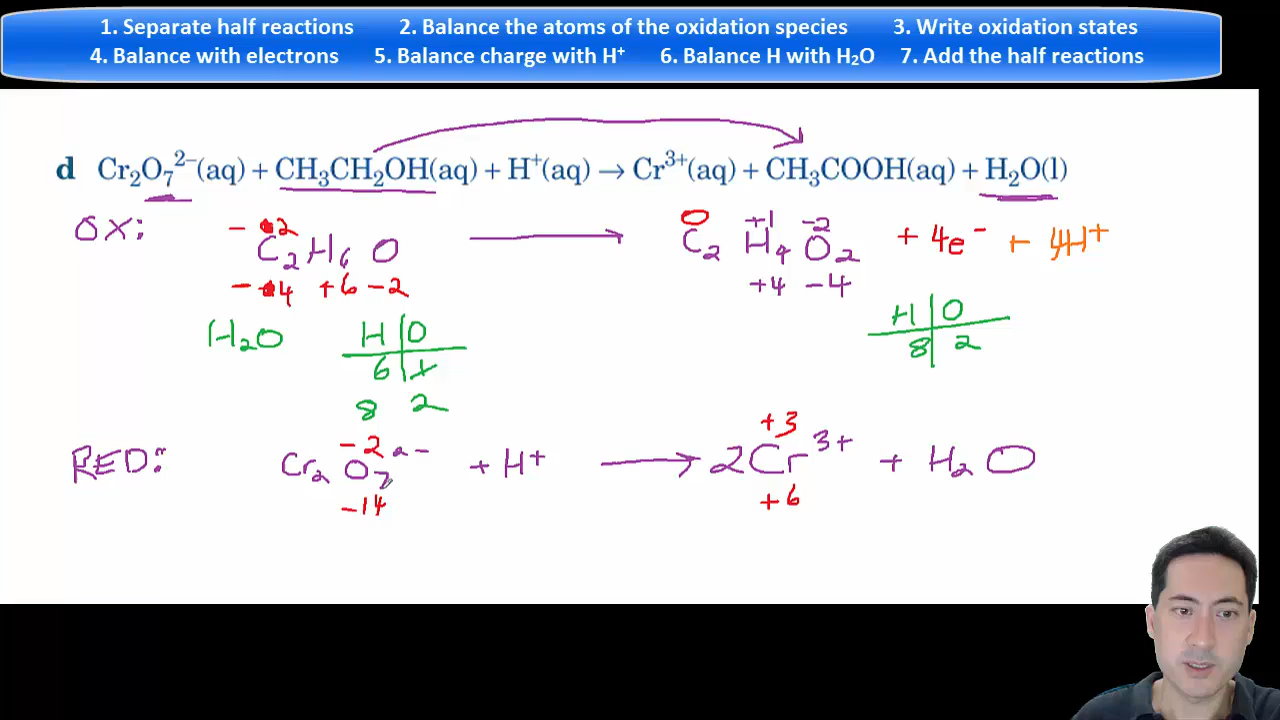 1. Separate half reactions 2. Balance the atoms of the oxidation species 3. Write oxidation states
4. Balance with electrons 5. Balance charge with H⁺ 6. Balance H with H₂O 7. Add the half reactions
d Cr₂O₇²⁻(aq) + CH₃CH₂OH(aq) + H⁺(aq) → Cr³⁺(aq) + CH₃COOH(aq) + H₂O(l)
- 2 0 +1 -2
OX: C₂H₆O → C₂H₄O₂ + 4e⁻ + 4H⁺
-4 +6 -2 +4 -4
H₂O H O H O
6 1 8 2
8 2
-2 +3
RED: Cr₂O₇²⁻ + H⁺ → 2Cr³⁺ + H₂O
-14 +6